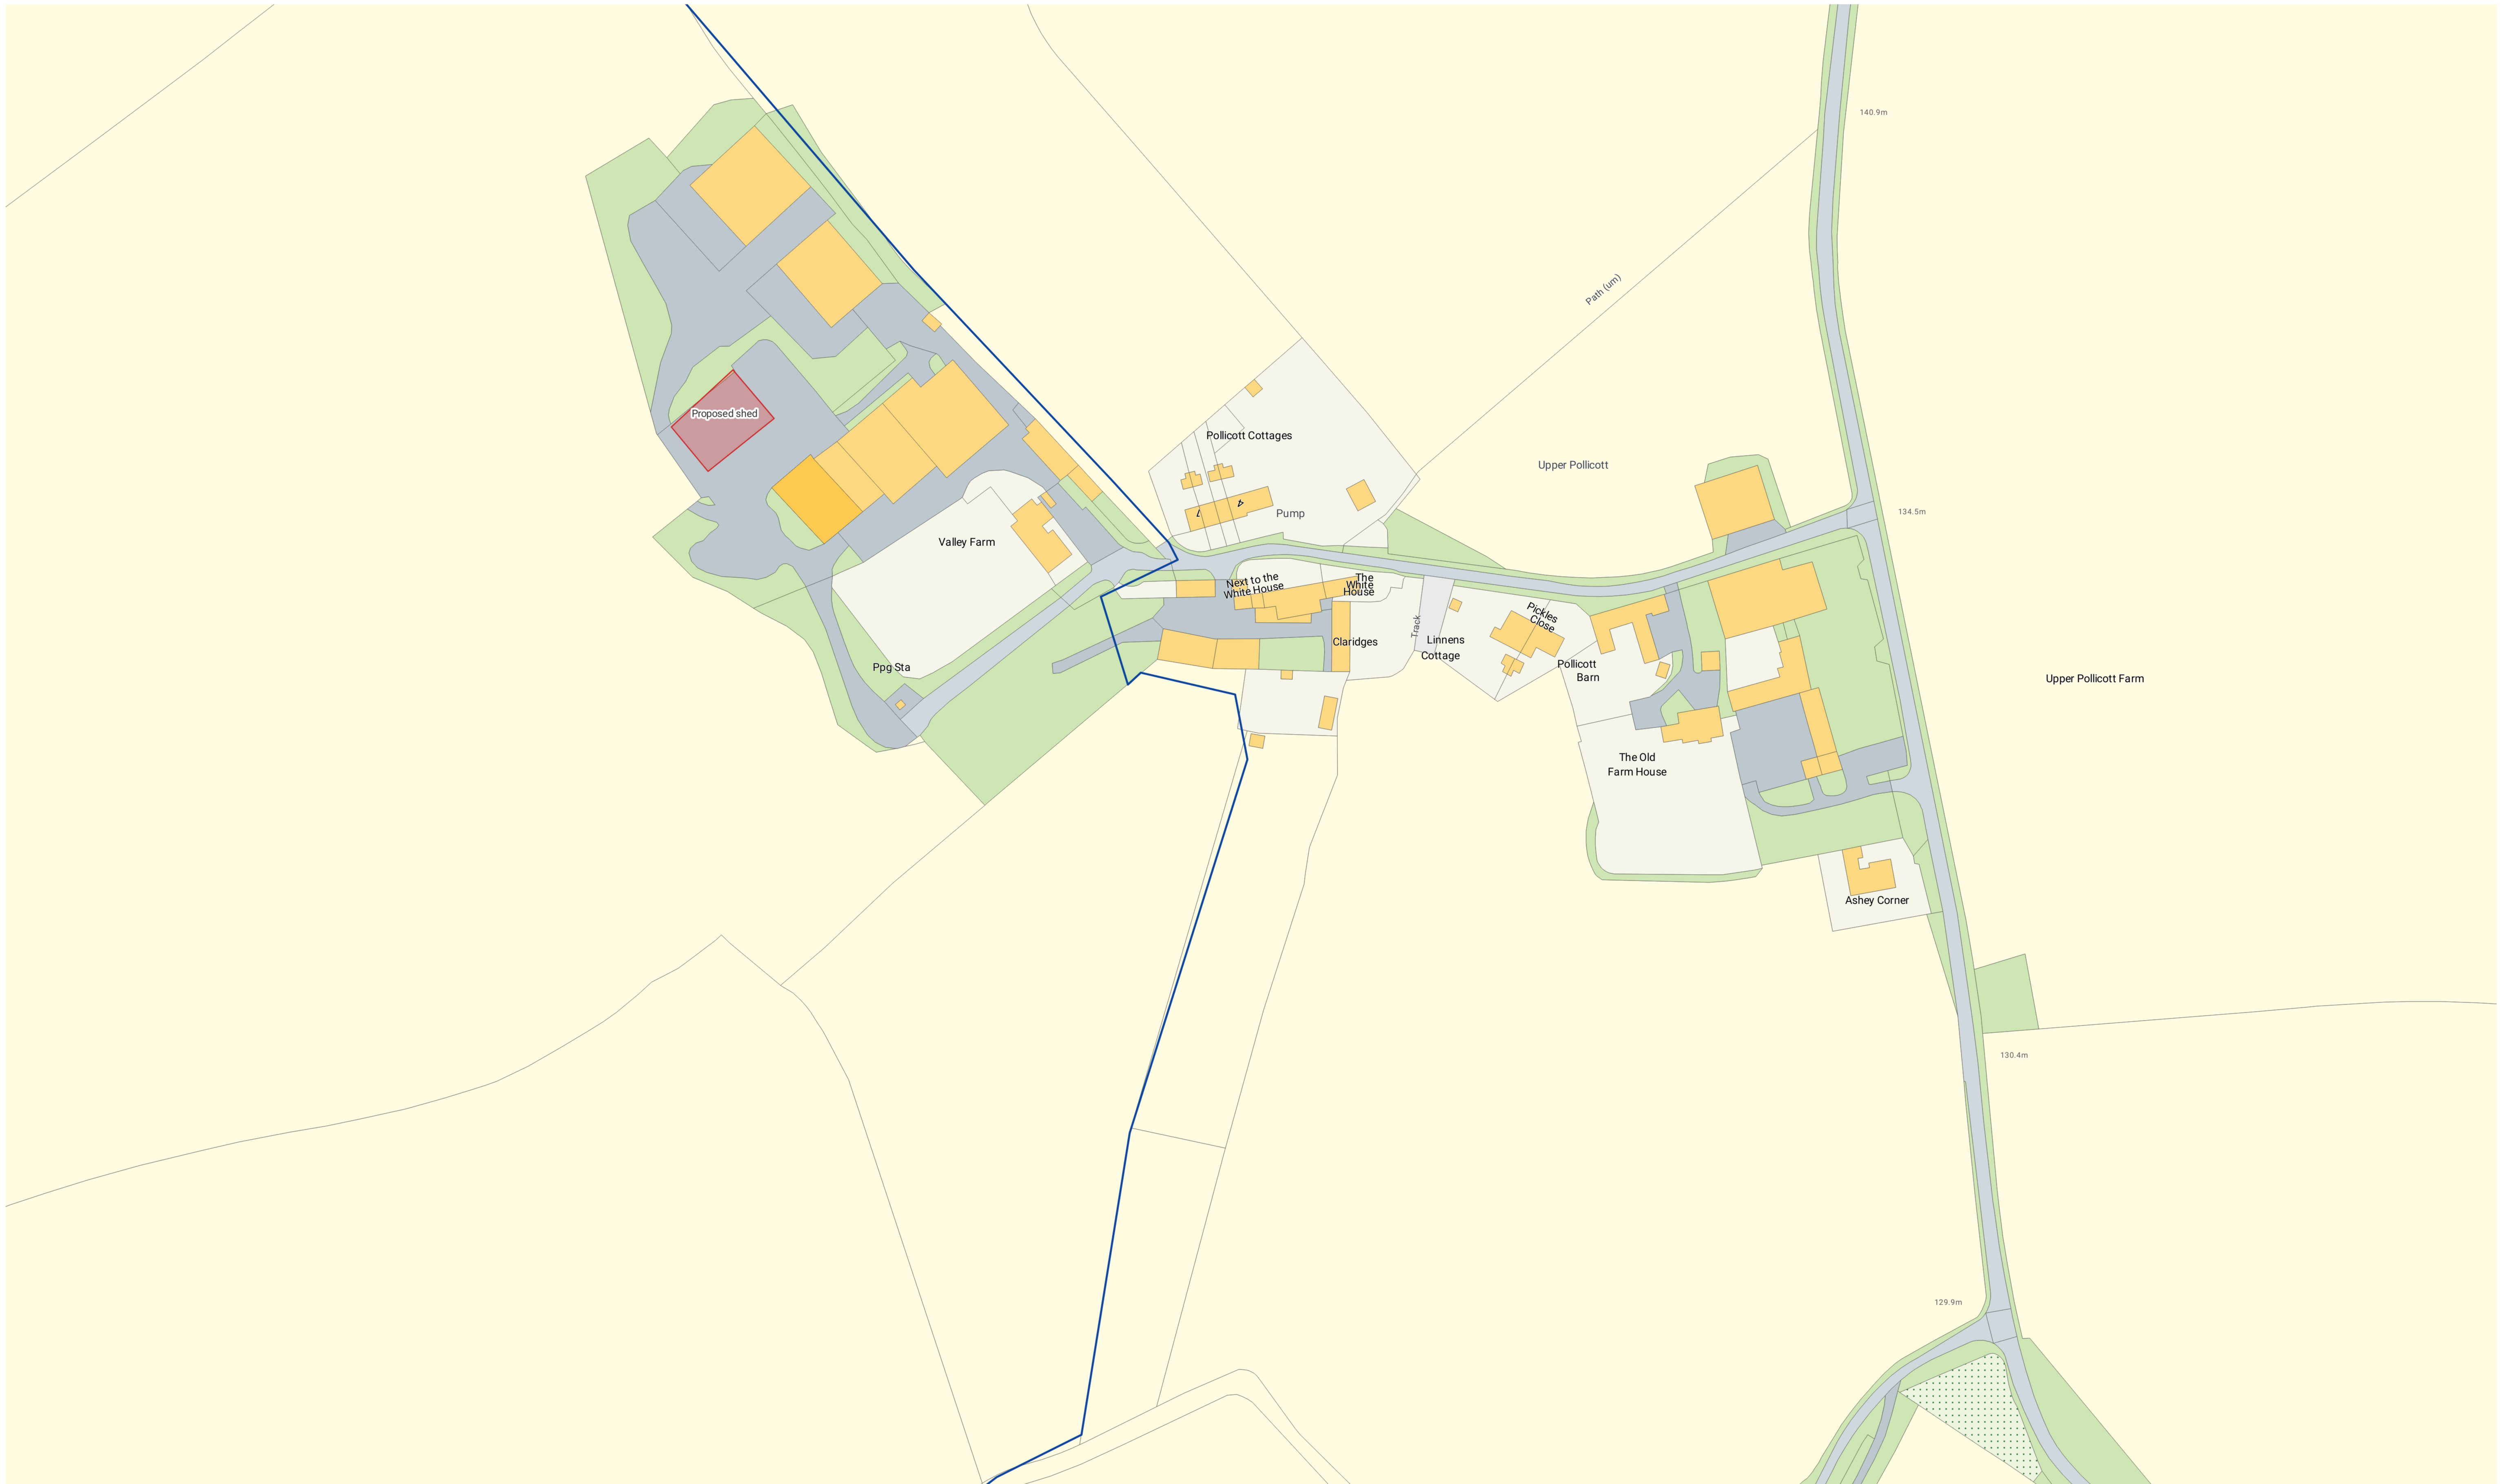 140.9m
Path (um)
Proposed shed
Pollicott Cottages
Upper Pollicott
4
Pump
134.5m
Valley Farm
Next to the
White House
The
White
House
Pickles
Close
Track
Linnens
Cottage
Claridges
Pollicott
Barn
Ppg Sta
Upper Pollicott Farm
The Old
Farm House
Ashey Corner
130.4m
129.9m